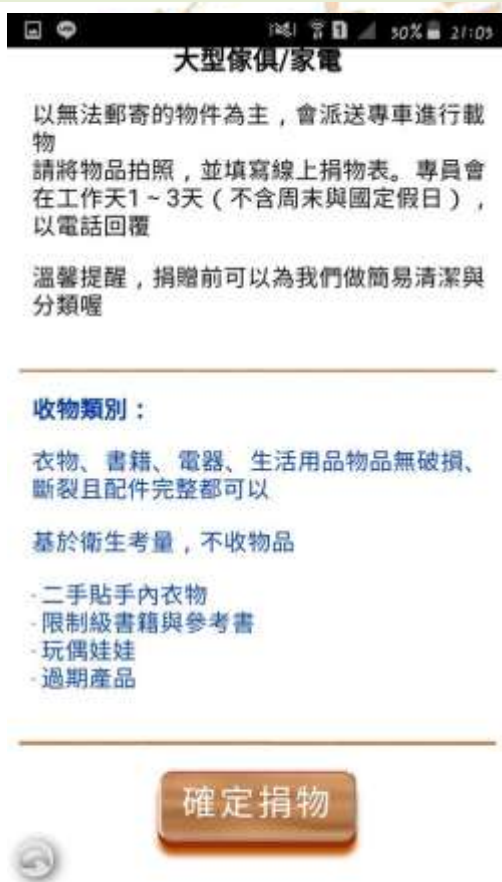 50% 21:05
大型傢俱/家電
以無法郵寄的物件為主，會派送專車進行載
物
請將物品拍照，並填寫線上捐物表。專員會
在工作天1~3天（不含周末與國定假日），
以電話回覆
溫馨提醒，捐贈前可以為我們做簡易清潔與
分類喔
收物類別：
衣物、書籍、電器、生活用品物品無破損、
斷裂且配件完整都可以
基於衛生考量，不收物品
·二手貼手內衣物
·限制級書籍與參考書
·玩偶娃娃
·過期產品
確定捐物